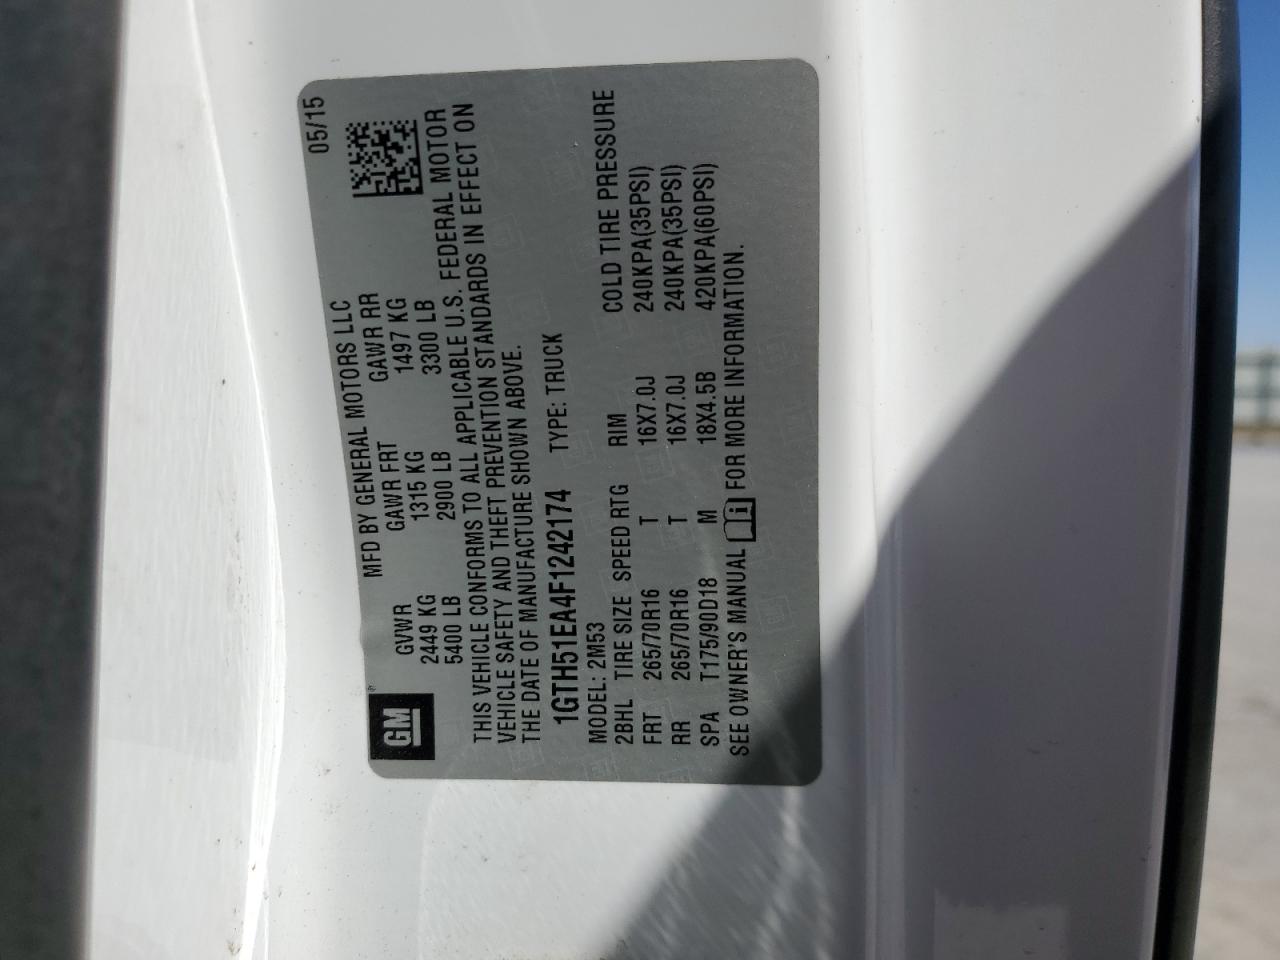 05/15
MFD BY GENERAL MOTORS LLC
GM®
GVWR GAWR FRT GAWR RR
2449 KG 1315 KG 1497 KG
5400 LB 2900 LB 3300 LB
THIS VEHICLE CONFORMS TO ALL APPLICABLE U.S. FEDERAL MOTOR
VEHICLE SAFETY AND THEFT PREVENTION STANDARDS IN EFFECT ON
THE DATE OF MANUFACTURE SHOWN ABOVE.
1GTH51EA4F1242174 TYPE: TRUCK
MODEL: 2M53
2BHL TIRE SIZE SPEED RTG RIM COLD TIRE PRESSURE
FRT 265/70R16 T 16X7.0J 240KPA(35PSI)
RR 265/70R16 T 16X7.0J 240KPA(35PSI)
SPA T175/90D18 M 18X4.5B 420KPA(60PSI)
SEE OWNER'S MANUAL FOR MORE INFORMATION.